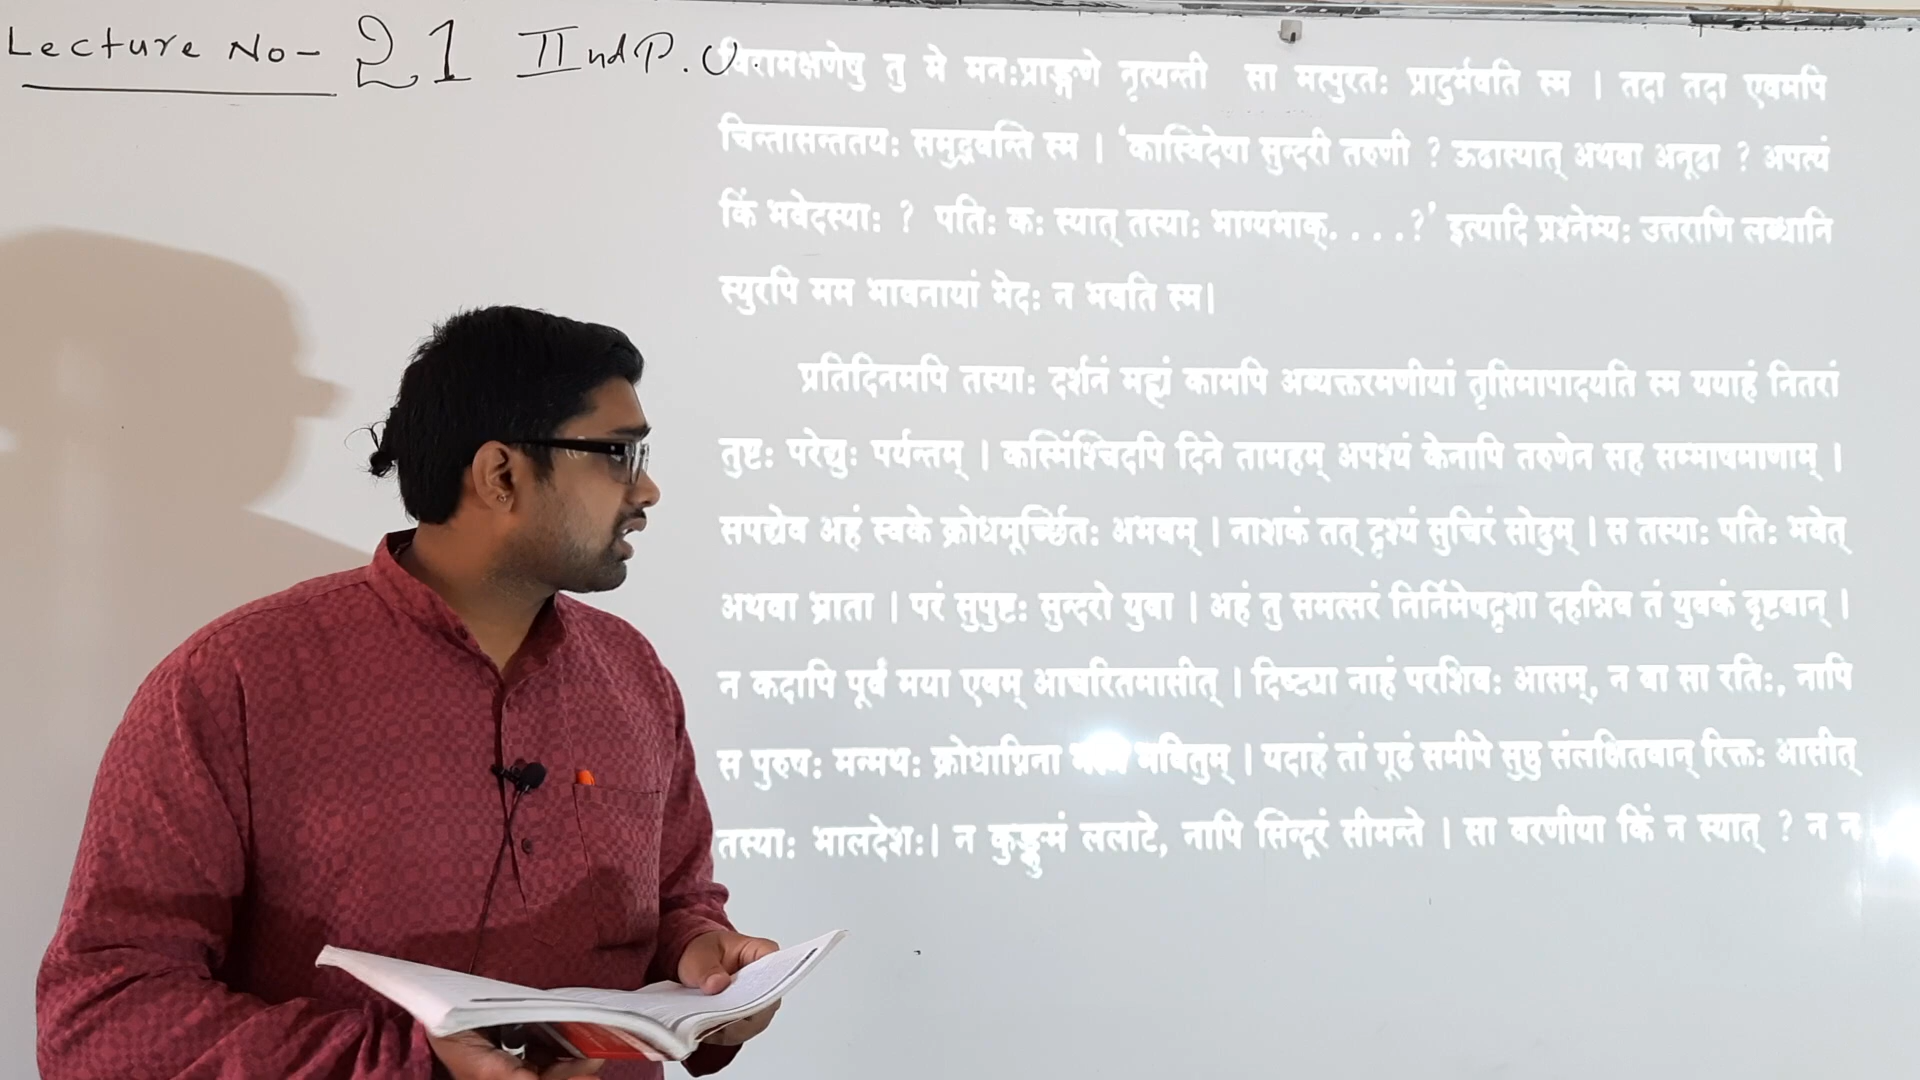 Lecture No- 21 IInd P.U.
विरामक्षणेषु तु मे मनःप्राङ्गणे नृत्यन्ती सा मत्पुरतः प्रादुर्भवति स्म । तदा तदा एवमपि
चिन्तासन्ततयः समुद्भवन्ति स्म । 'कास्विदेषा सुन्दरी तरुणी ? ऊढास्यात् अथवा अनूढा ? अपत्यं
किं भवेदस्याः ? पतिः कः स्यात् तस्याः भाग्यभाक्. . . .?' इत्यादि प्रश्नेभ्यः उत्तराणि लब्धानि
स्युरपि मम भावनायां भेदः न भवति स्म।
प्रतिदिनमपि तस्याः दर्शनं मह्यं कामपि अव्यक्तरमणीयां तृप्तिमापादयति स्म ययाहं नितरां
तुष्टः परेद्युः पर्यन्तम् । कस्मिंश्चिदपि दिने तामहम् अपश्यं केनापि तरुणेन सह सम्भाषमाणाम् ।
सपद्येव अहं स्वके क्रोधमूर्च्छितः अभवम् । नाशकं तत् दृश्यं सुचिरं सोढुम् । स तस्याः पतिः भवेत्
अथवा भ्राता । परं सुपुष्टः सुन्दरो युवा । अहं तु समत्सरं निर्निमेषदृशा दहन्निव तं युवकं दृष्टवान् ।
न कदापि पूर्वं मया एवम् आचरितमासीत् । दिष्ट्या नाहं परशिवः आसम्, न वा सा रतिः, नापि
स पुरुषः मन्मथः क्रोधाग्निना भवितुम् । यदाहं तां गूढं समीपे सुष्ठु संलक्षितवान् रिक्तः आसीत्
तस्याः भालदेशः। न कुङ्कुमं ललाटे, नापि सिन्दूरं सीमन्ते । सा वरणीया किं न स्यात् ? न न